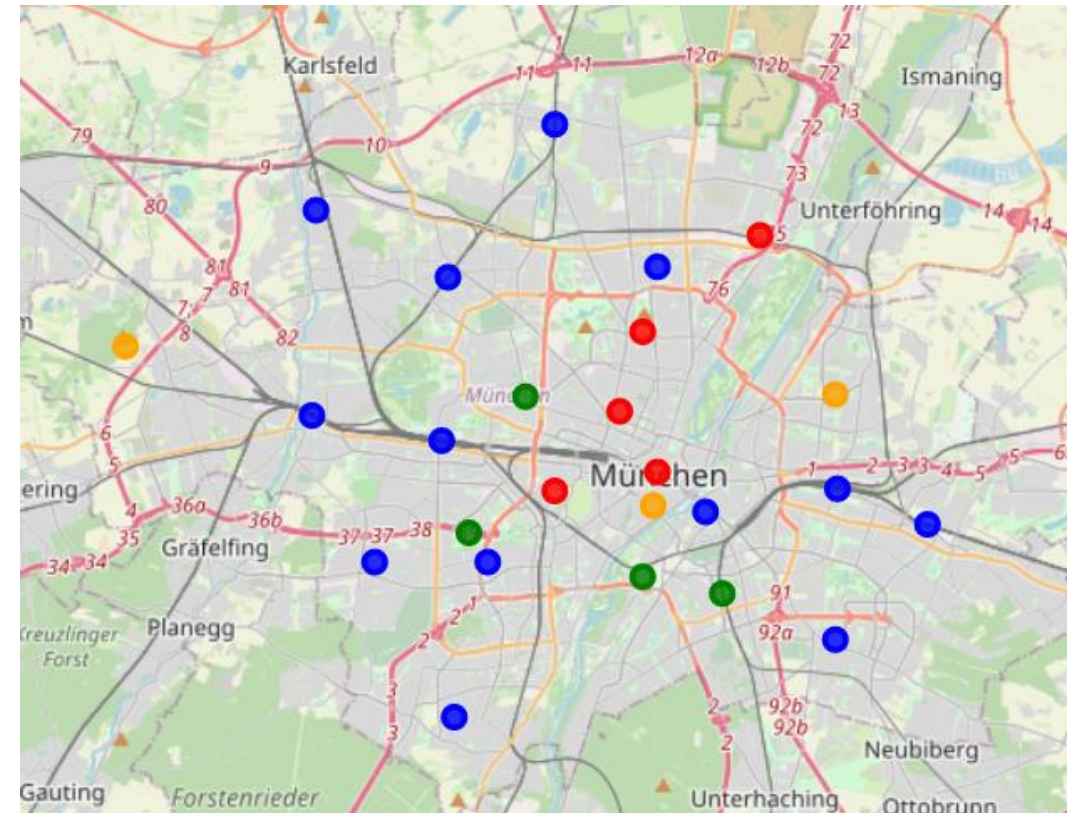 72
1
11
11
12a
12b
72
Karlsfeld
Ismaning
13
72
79
10
9
73
80
Unterföhring
14
14
81
7
81
76
8
82
München
6
5
München
1
2
3
3
4
5
5
ering
4
36a
35
36b
37
37
38
34
34
Gräfelfing
91
2
1
Kreuzlinger
Forst
Planegg
2
92a
3
3
2
2
92b
92b
Neubiberg
Gauting
Forstenrieder
Unterhaching
Ottobrunn